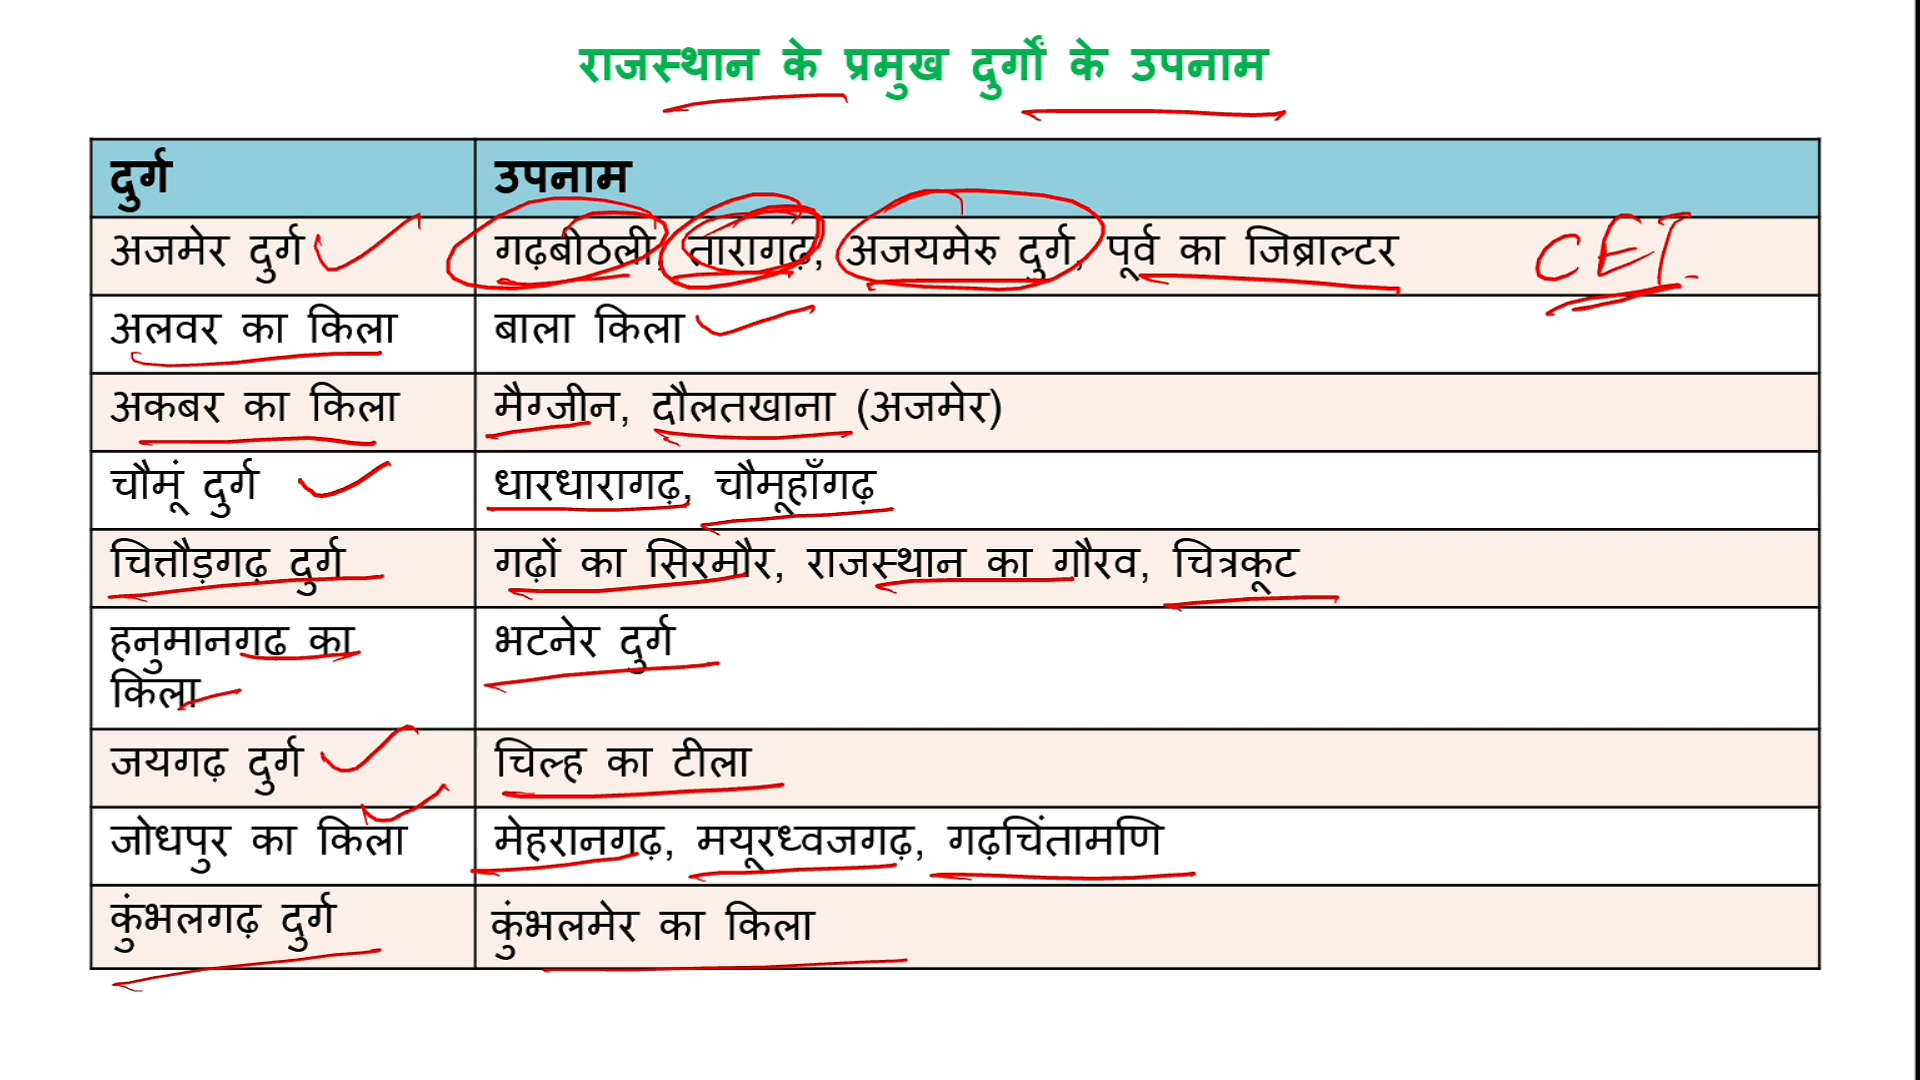 राजस्थान के प्रमुख दुर्गों के उपनाम
दुर्ग उपनाम
अजमेर दुर्ग गढ़बीठली, तारागढ़, अजयमेरु दुर्ग, पूर्व का जिब्राल्टर CEI
अलवर का किला बाला किला
अकबर का किला मैग्जीन, दौलतखाना (अजमेर)
चौमूं दुर्ग धारधारागढ़, चौमूहाँगढ़
चित्तौड़गढ़ दुर्ग गढ़ों का सिरमौर, राजस्थान का गौरव, चित्रकूट
हनुमानगढ का भटनेर दुर्ग
किला
जयगढ़ दुर्ग चिल्ह का टीला
जोधपुर का किला मेहरानगढ़, मयूरध्वजगढ़, गढ़चिंतामणि
कुंभलगढ़ दुर्ग कुंभलमेर का किला